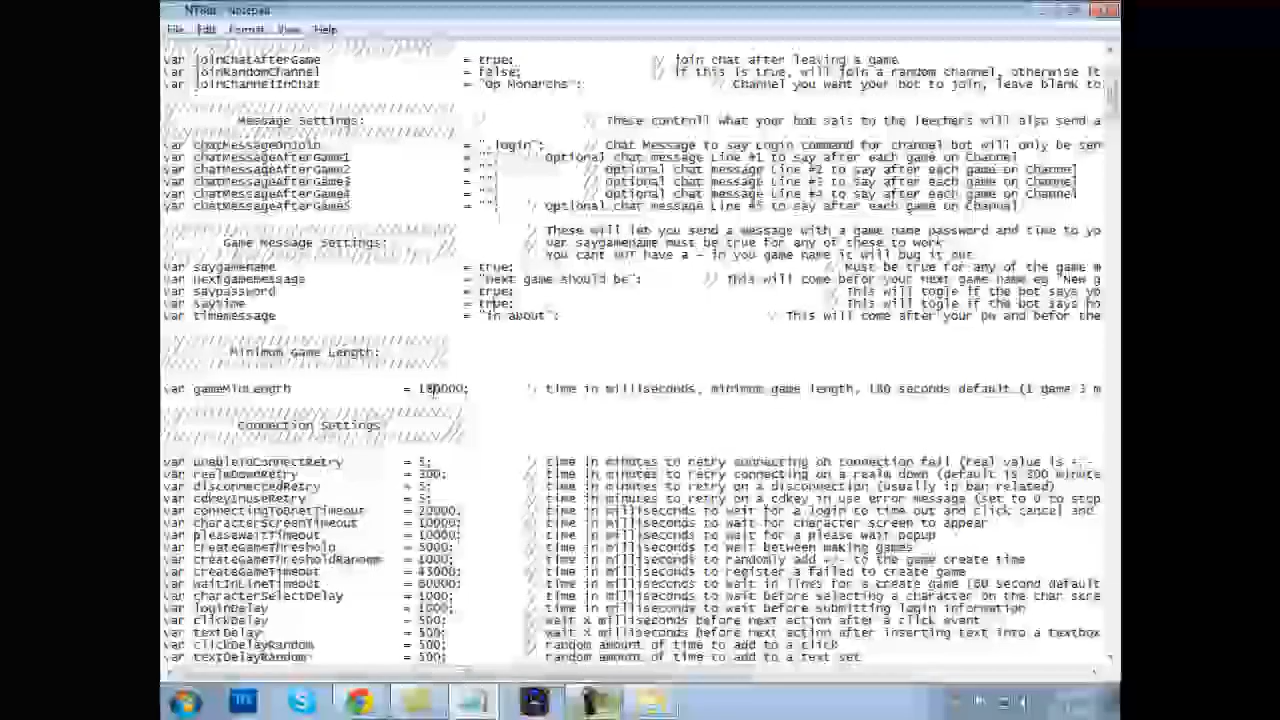 NTBot - Notepad
File Edit Format View Help
var joinChatAfterGame = true; // join chat after leaving a game
var joinRandomChannel = false; // if this is true, will join a random channel, otherwise it
var joinChannelInChat = "Op Monarchs"; // Channel you want your bot to join, leave blank to
Message Settings: // These controll what your bot sais to the leechers will also send a
var chatMessageOnJoin = ".login"; // Chat Message to say Login command for channel bot will only be sen
var chatMessageAfterGame1 = "" Optional chat message Line #1 to say after each game on Channel
var chatMessageAfterGame2 = "" // Optional chat message Line #2 to say after each game on Channel
var chatMessageAfterGame3 = "" // Optional chat message Line #3 to say after each game on Channel
var chatMessageAfterGame4 = "" // Optional chat message Line #4 to say after each game on Channel
var chatMessageAfterGame5 = "" // Optional chat message Line #5 to say after each game on Channel
// These will let you send a message with a game name password and time to yo
Game Message Settings: // var saygamename must be true for any of these to work
you cant out have a - in you game name it will bug it out
var saygamename = true; // Must be true for any of the game m
var nextgamemessage = "next game should be"; // This will come befor your next game name eg "New g
var saypassword = true; // This will togle if the bot says yo
var saytime = true; // This will togle if the bot says ho
var timemessage = "in about"; // This will come after your pw and befor the
Minimum Game Length:
var gameMinLength = 180000; // time in milliseconds, minimum game length, 180 seconds default (1 game 3 m
Connection Settings
var unableToConnectRetry = 5; // time in minutes to retry connecting on connection fail (real value is +-
var realmDownRetry = 300; // time in minutes to retry connecting on a realm down (default is 300 minute
var disconnectedRetry = 5; // time in minutes to retry on a disconnection (usually ip ban related)
var cdkeyInuseRetry = 5; // time in minutes to retry on a cdkey in use error message (set to 0 to stop
var connectingToBnetTimeout = 20000; // time in milliseconds to wait for a login to time out and click cancel and
var characterScreenTimeout = 10000; // time in milliseconds to wait for character screen to appear
var pleasewaitTimeout = 10000; // time in milliseconds to wait for a please wait popup
var createGameThreshold = 5000; // time in milliseconds to wait between making games
var createGameThresholdRandom = 1000; // time in milliseconds to randomly add +/- to the game create time
var createGameTimeout = 45000; // time in milliseconds to register a failed to create game
var waitInLineTimeout = 60000; // time in milliseconds to wait in lines for a create game (60 second default
var characterSelectDelay = 1000; // time in milliseconds to wait before selecting a character on the char scre
var loginDelay = 1000; // time in milliseconds to wait before submitting login information
var clickDelay = 500; // wait X milliseconds before next action after a click event
var textDelay = 500; // wait X milliseconds before next action after inserting text into a textbox
var clickDelayRandom = 500; // random amount of time to add to a click
var textDelayRandom = 500; // random amount of time to add to a text set